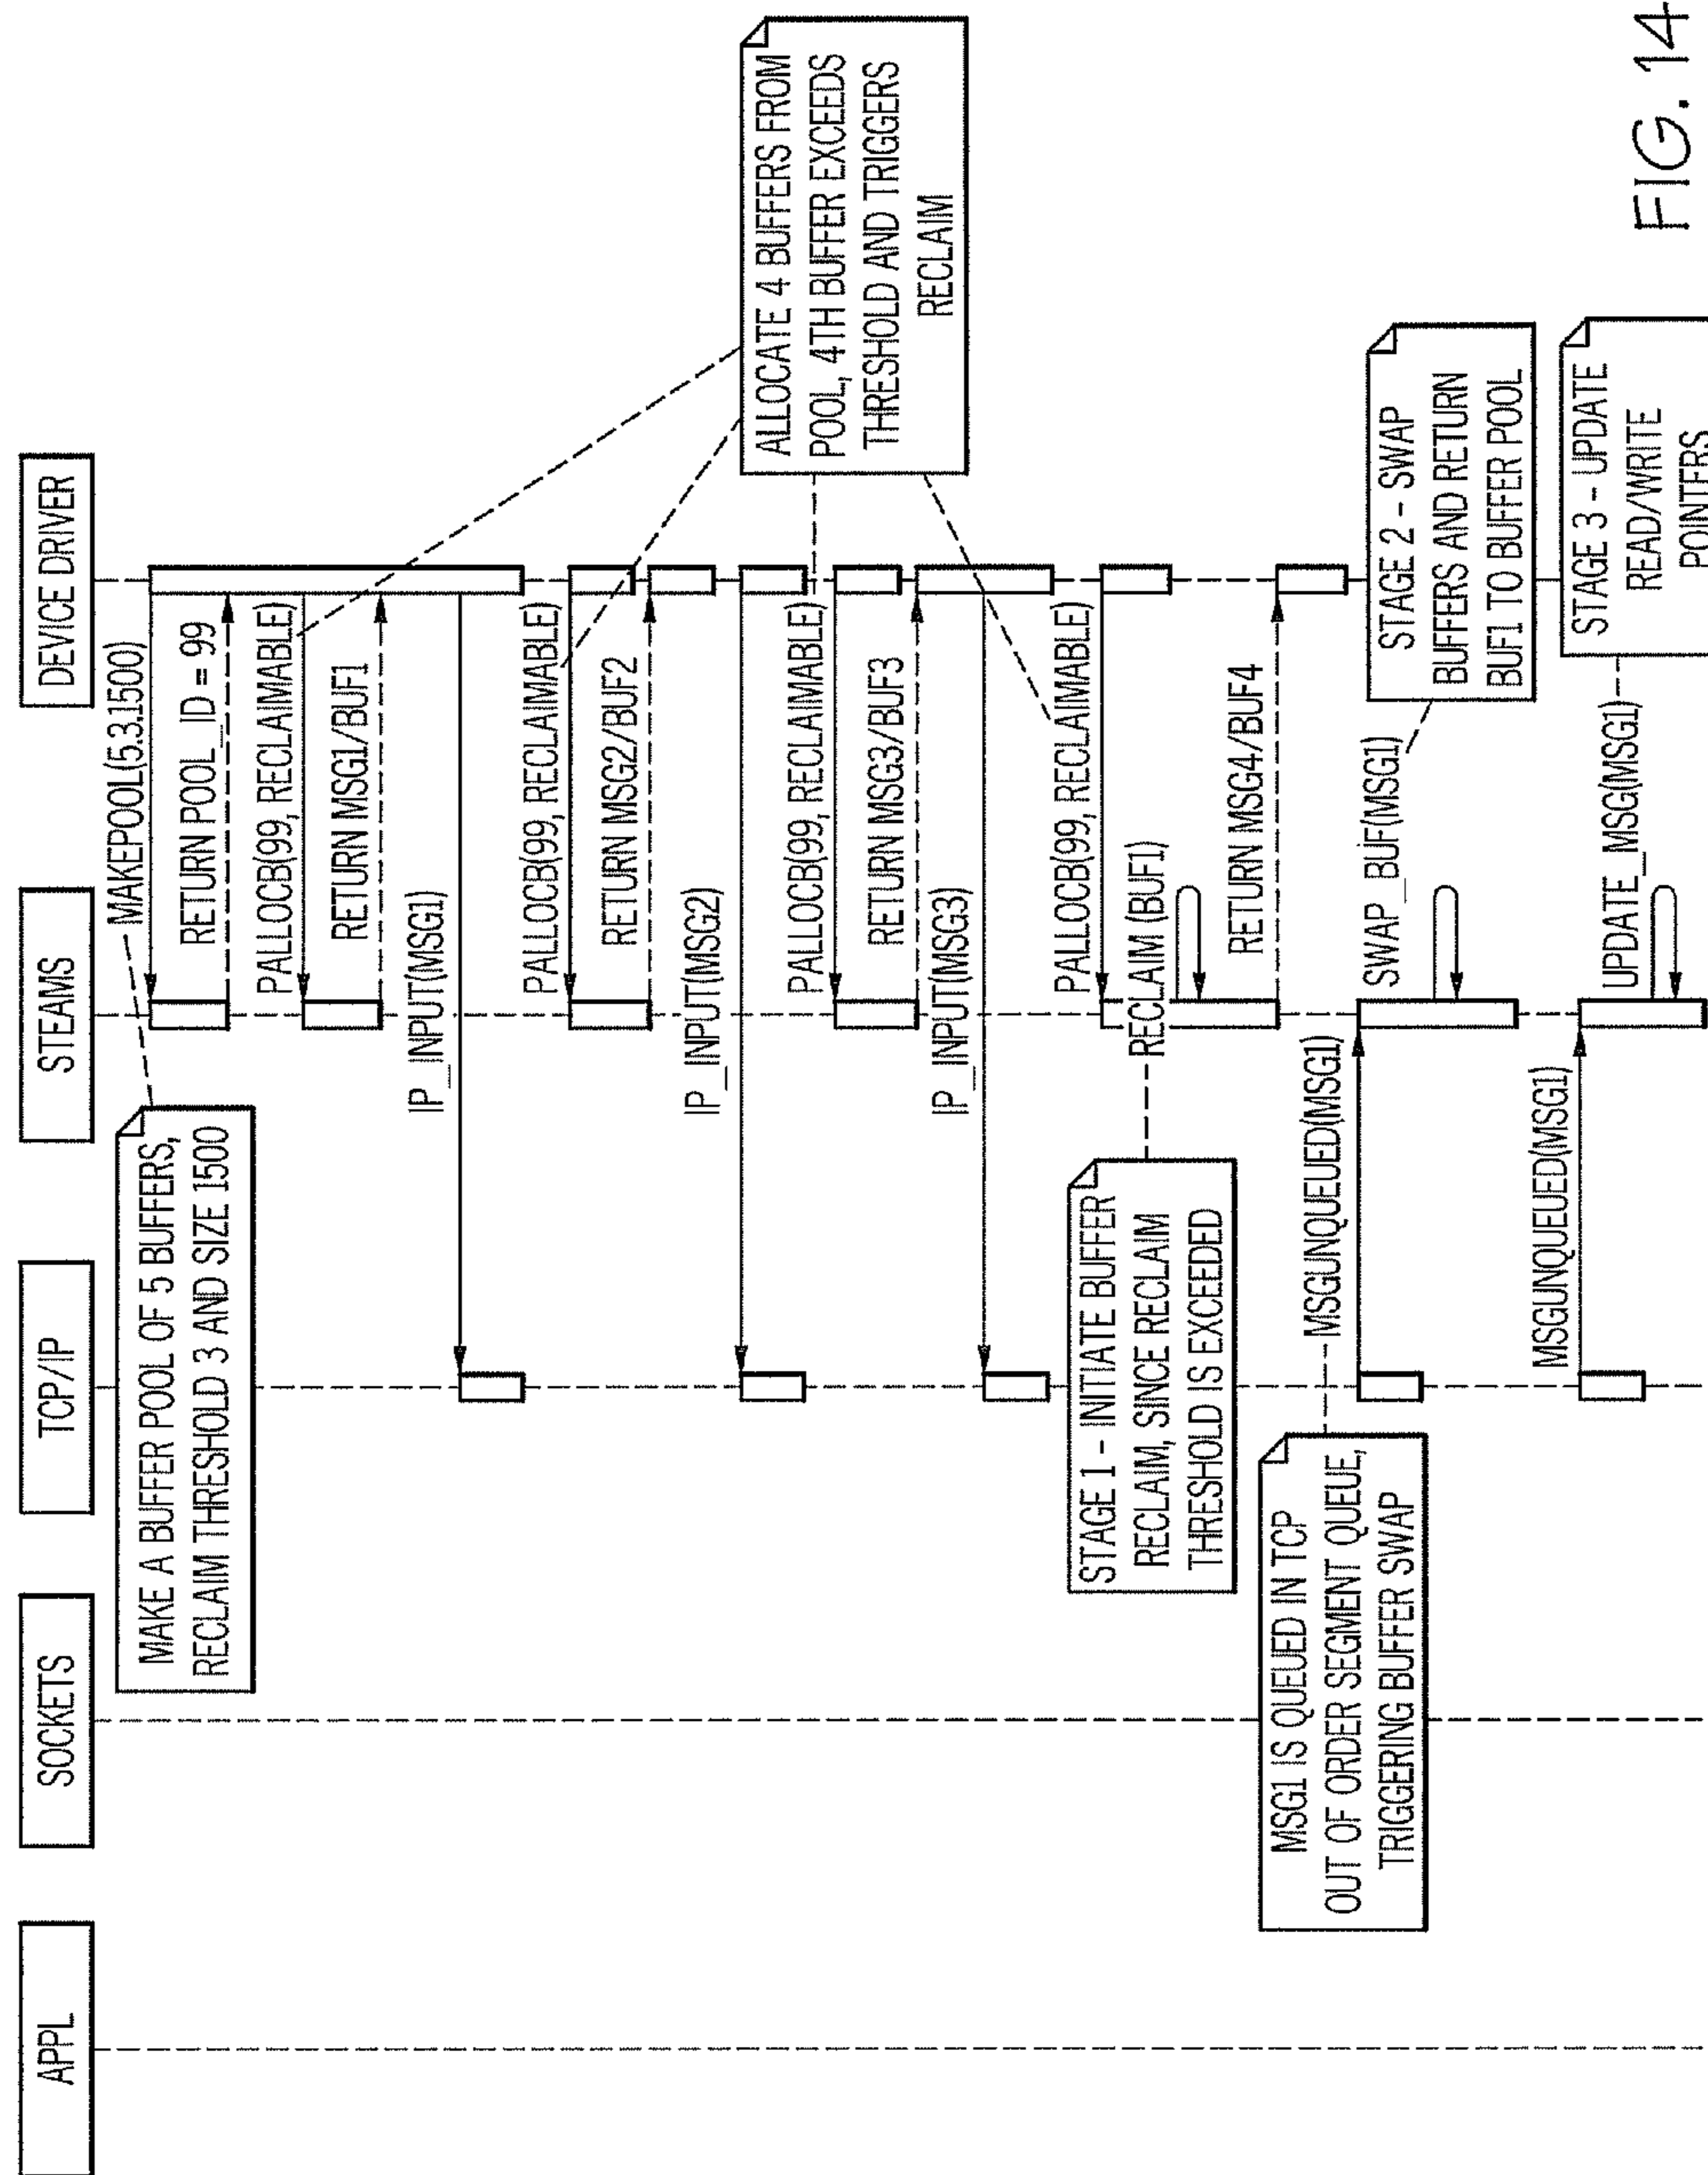 APPL
SOCKETS
TCP/IP
STEAMS
DEVICE DRIVER
MAKE A BUFFER POOL OF 5 BUFFERS,
RECLAIM THRESHOLD 3 AND SIZE 1500
MAKEPOOL(5.3.1500)
RETURN POOL_ID = 99
PALLOCB(99, RECLAIMABLE)
RETURN MSG1/BUF1
IP_INPUT(MSG1)
PALLOCB(99, RECLAIMABLE)
RETURN MSG2/BUF2
IP_INPUT(MSG2)
ALLOCATE 4 BUFFERS FROM
POOL, 4TH BUFFER EXCEEDS
THRESHOLD AND TRIGGERS
RECLAIM
PALLOCB(99, RECLAIMABLE)
RETURN MSG3/BUF3
IP_INPUT(MSG3)
PALLOCB(99, RECLAIMABLE)
STAGE 1 - INITIATE BUFFER
RECLAIM, SINCE RECLAIM
THRESHOLD IS EXCEEDED
RECLAIM (BUF1)
RETURN MSG4/BUF4
MSG1 IS QUEUED IN TCP
OUT OF ORDER SEGMENT QUEUE,
TRIGGERING BUFFER SWAP
MSGUNQUEUED(MSG1)
SWAP_BUF(MSG1)
STAGE 2 - SWAP
BUFFERS AND RETURN
BUF1 TO BUFFER POOL
MSGUNQUEUED(MSG1)
UPDATE_MSG(MSG1)
STAGE 3 - UPDATE
READ/WRITE
POINTERS
FIG. 14